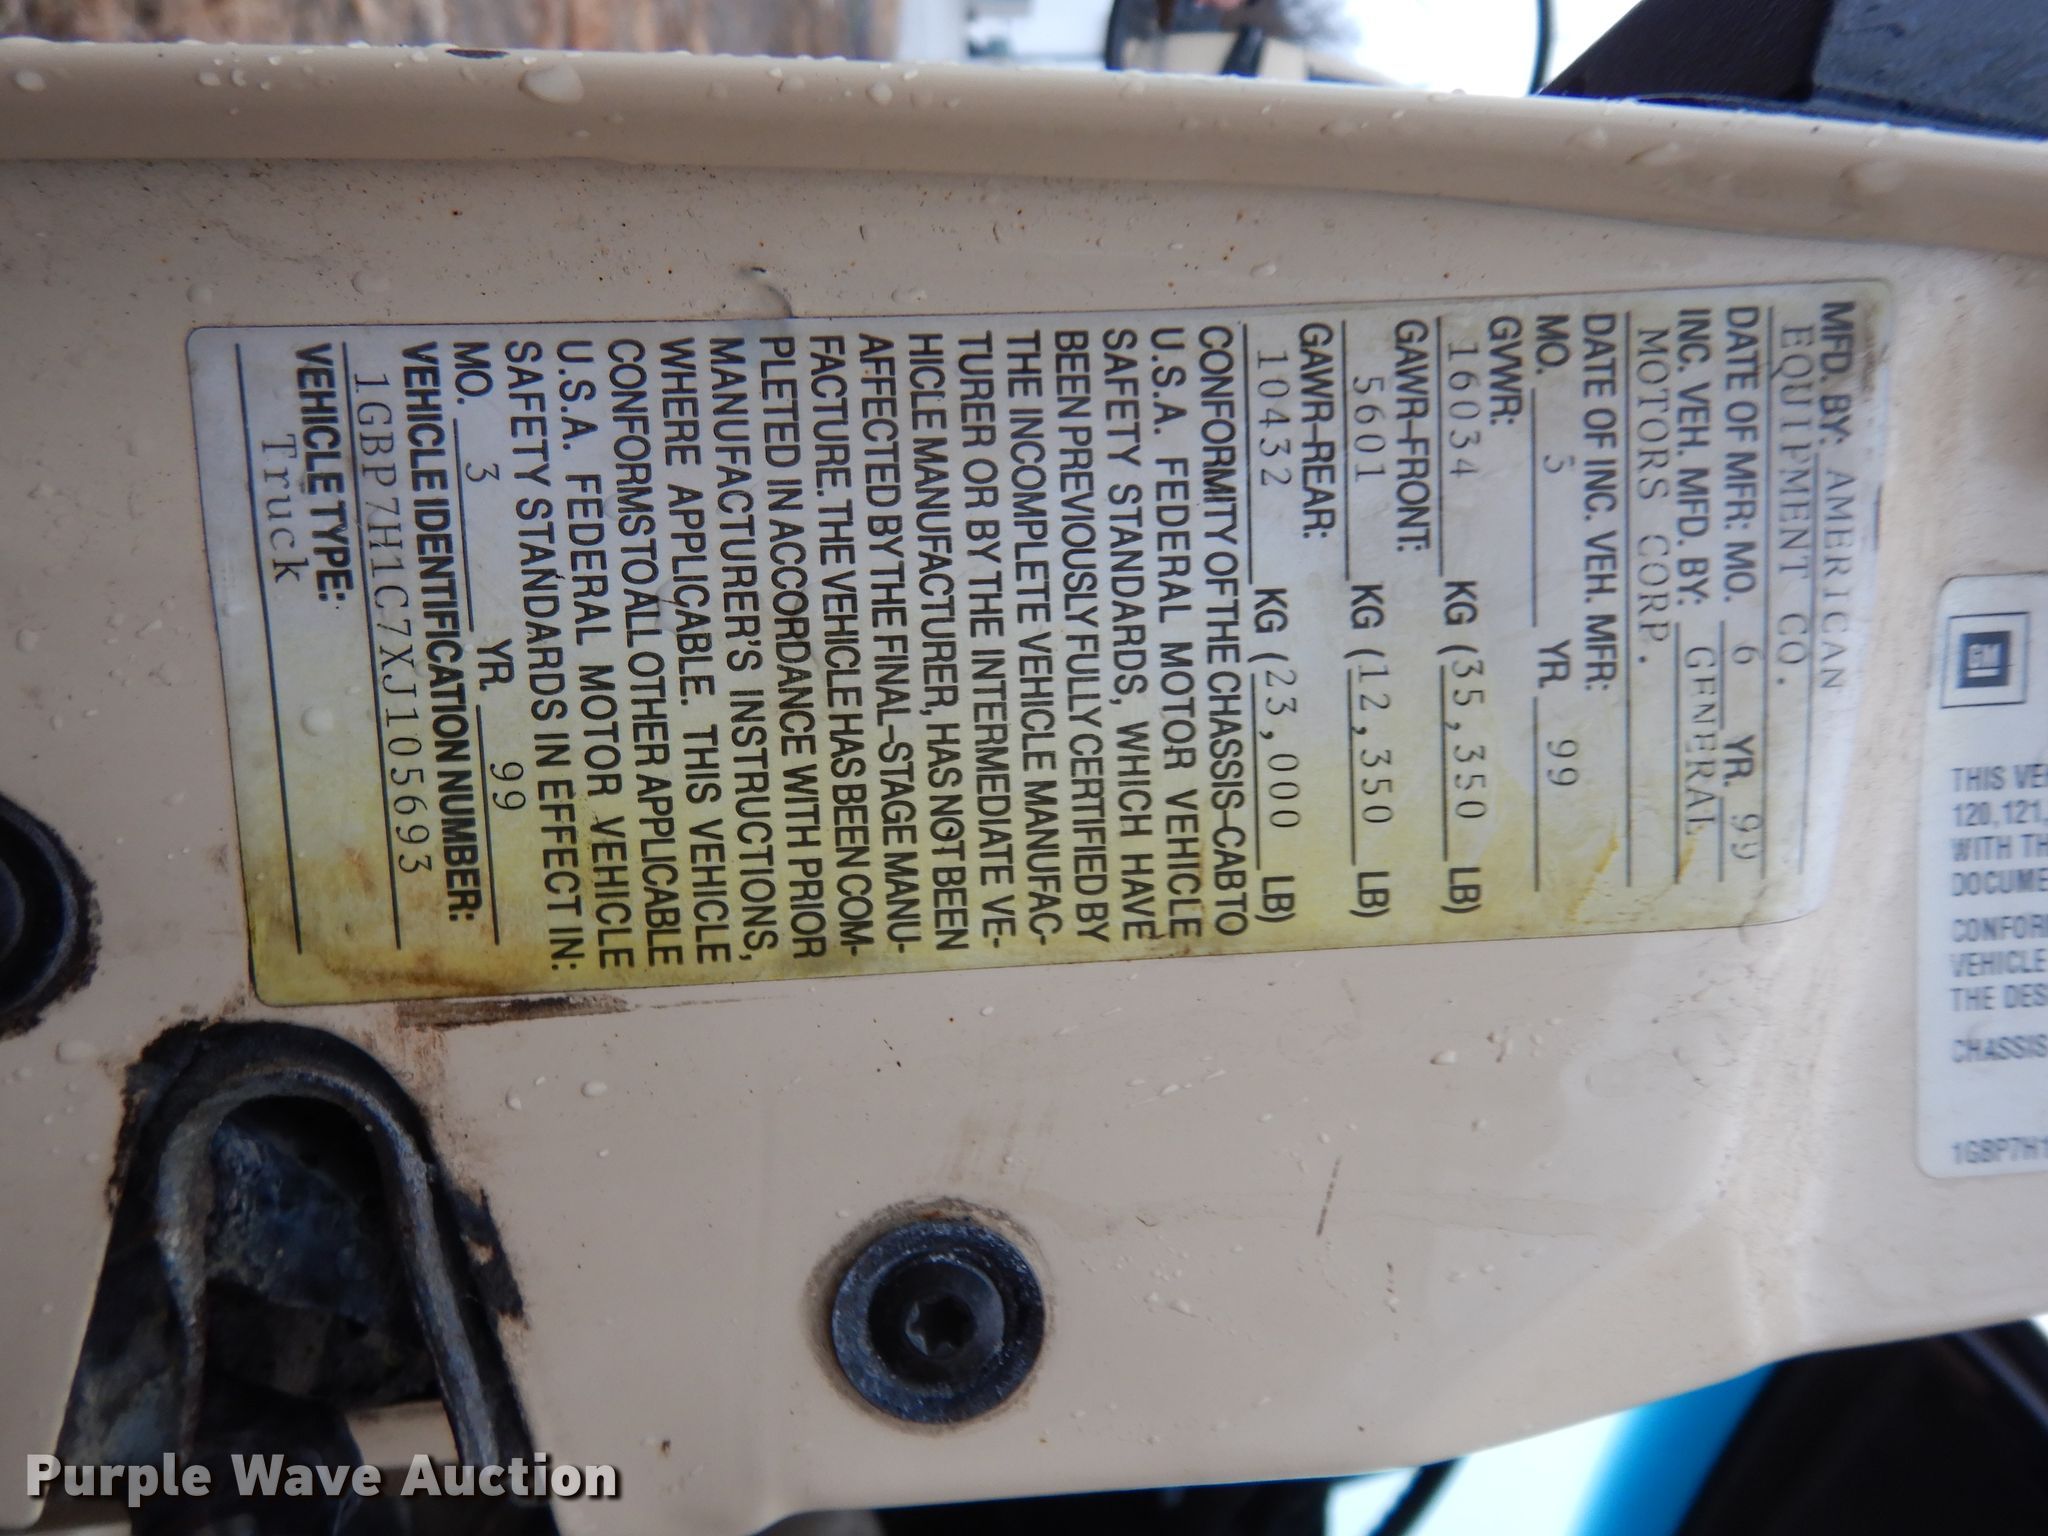 MFD. BY: AMERICAN
EQUIPMENT CO.
DATE OF MFR: MO. 6 YR. 99
INC. VEH. MFD. BY: GENERAL
MOTORS CORP.
DATE OF INC. VEH. MFR:
MO. 3 YR. 99
GVWR:
16034 KG (35,350 LB)
GAWR-FRONT:
5601 KG (12,350 LB)
GAWR-REAR:
10432 KG (23,000 LB)
CONFORMITY OF THE CHASSIS-CAB TO
U.S.A. FEDERAL MOTOR VEHICLE
SAFETY STANDARDS, WHICH HAVE
BEEN PREVIOUSLY FULLY CERTIFIED BY
THE INCOMPLETE VEHICLE MANUFAC-
TURER OR BY THE INTERMEDIATE VE-
HICLE MANUFACTURER, HAS NOT BEEN
AFFECTED BY THE FINAL-STAGE MANU-
FACTURE. THE VEHICLE HAS BEEN COM-
PLETED IN ACCORDANCE WITH PRIOR
MANUFACTURER'S INSTRUCTIONS,
WHERE APPLICABLE. THIS VEHICLE
CONFORMS TO ALL OTHER APPLICABLE
U.S.A. FEDERAL MOTOR VEHICLE
SAFETY STANDARDS IN EFFECT IN:
MO. 3 YR. 99
VEHICLE IDENTIFICATION NUMBER:
1GBP7H1C7XJ105693
VEHICLE TYPE:
Truck
GM
THIS VE
120, 121,
WITH TH
DOCUME
CONFOR
VEHICLE
THE DES
CHASSIS
1GBP7H1
Purple Wave Auction